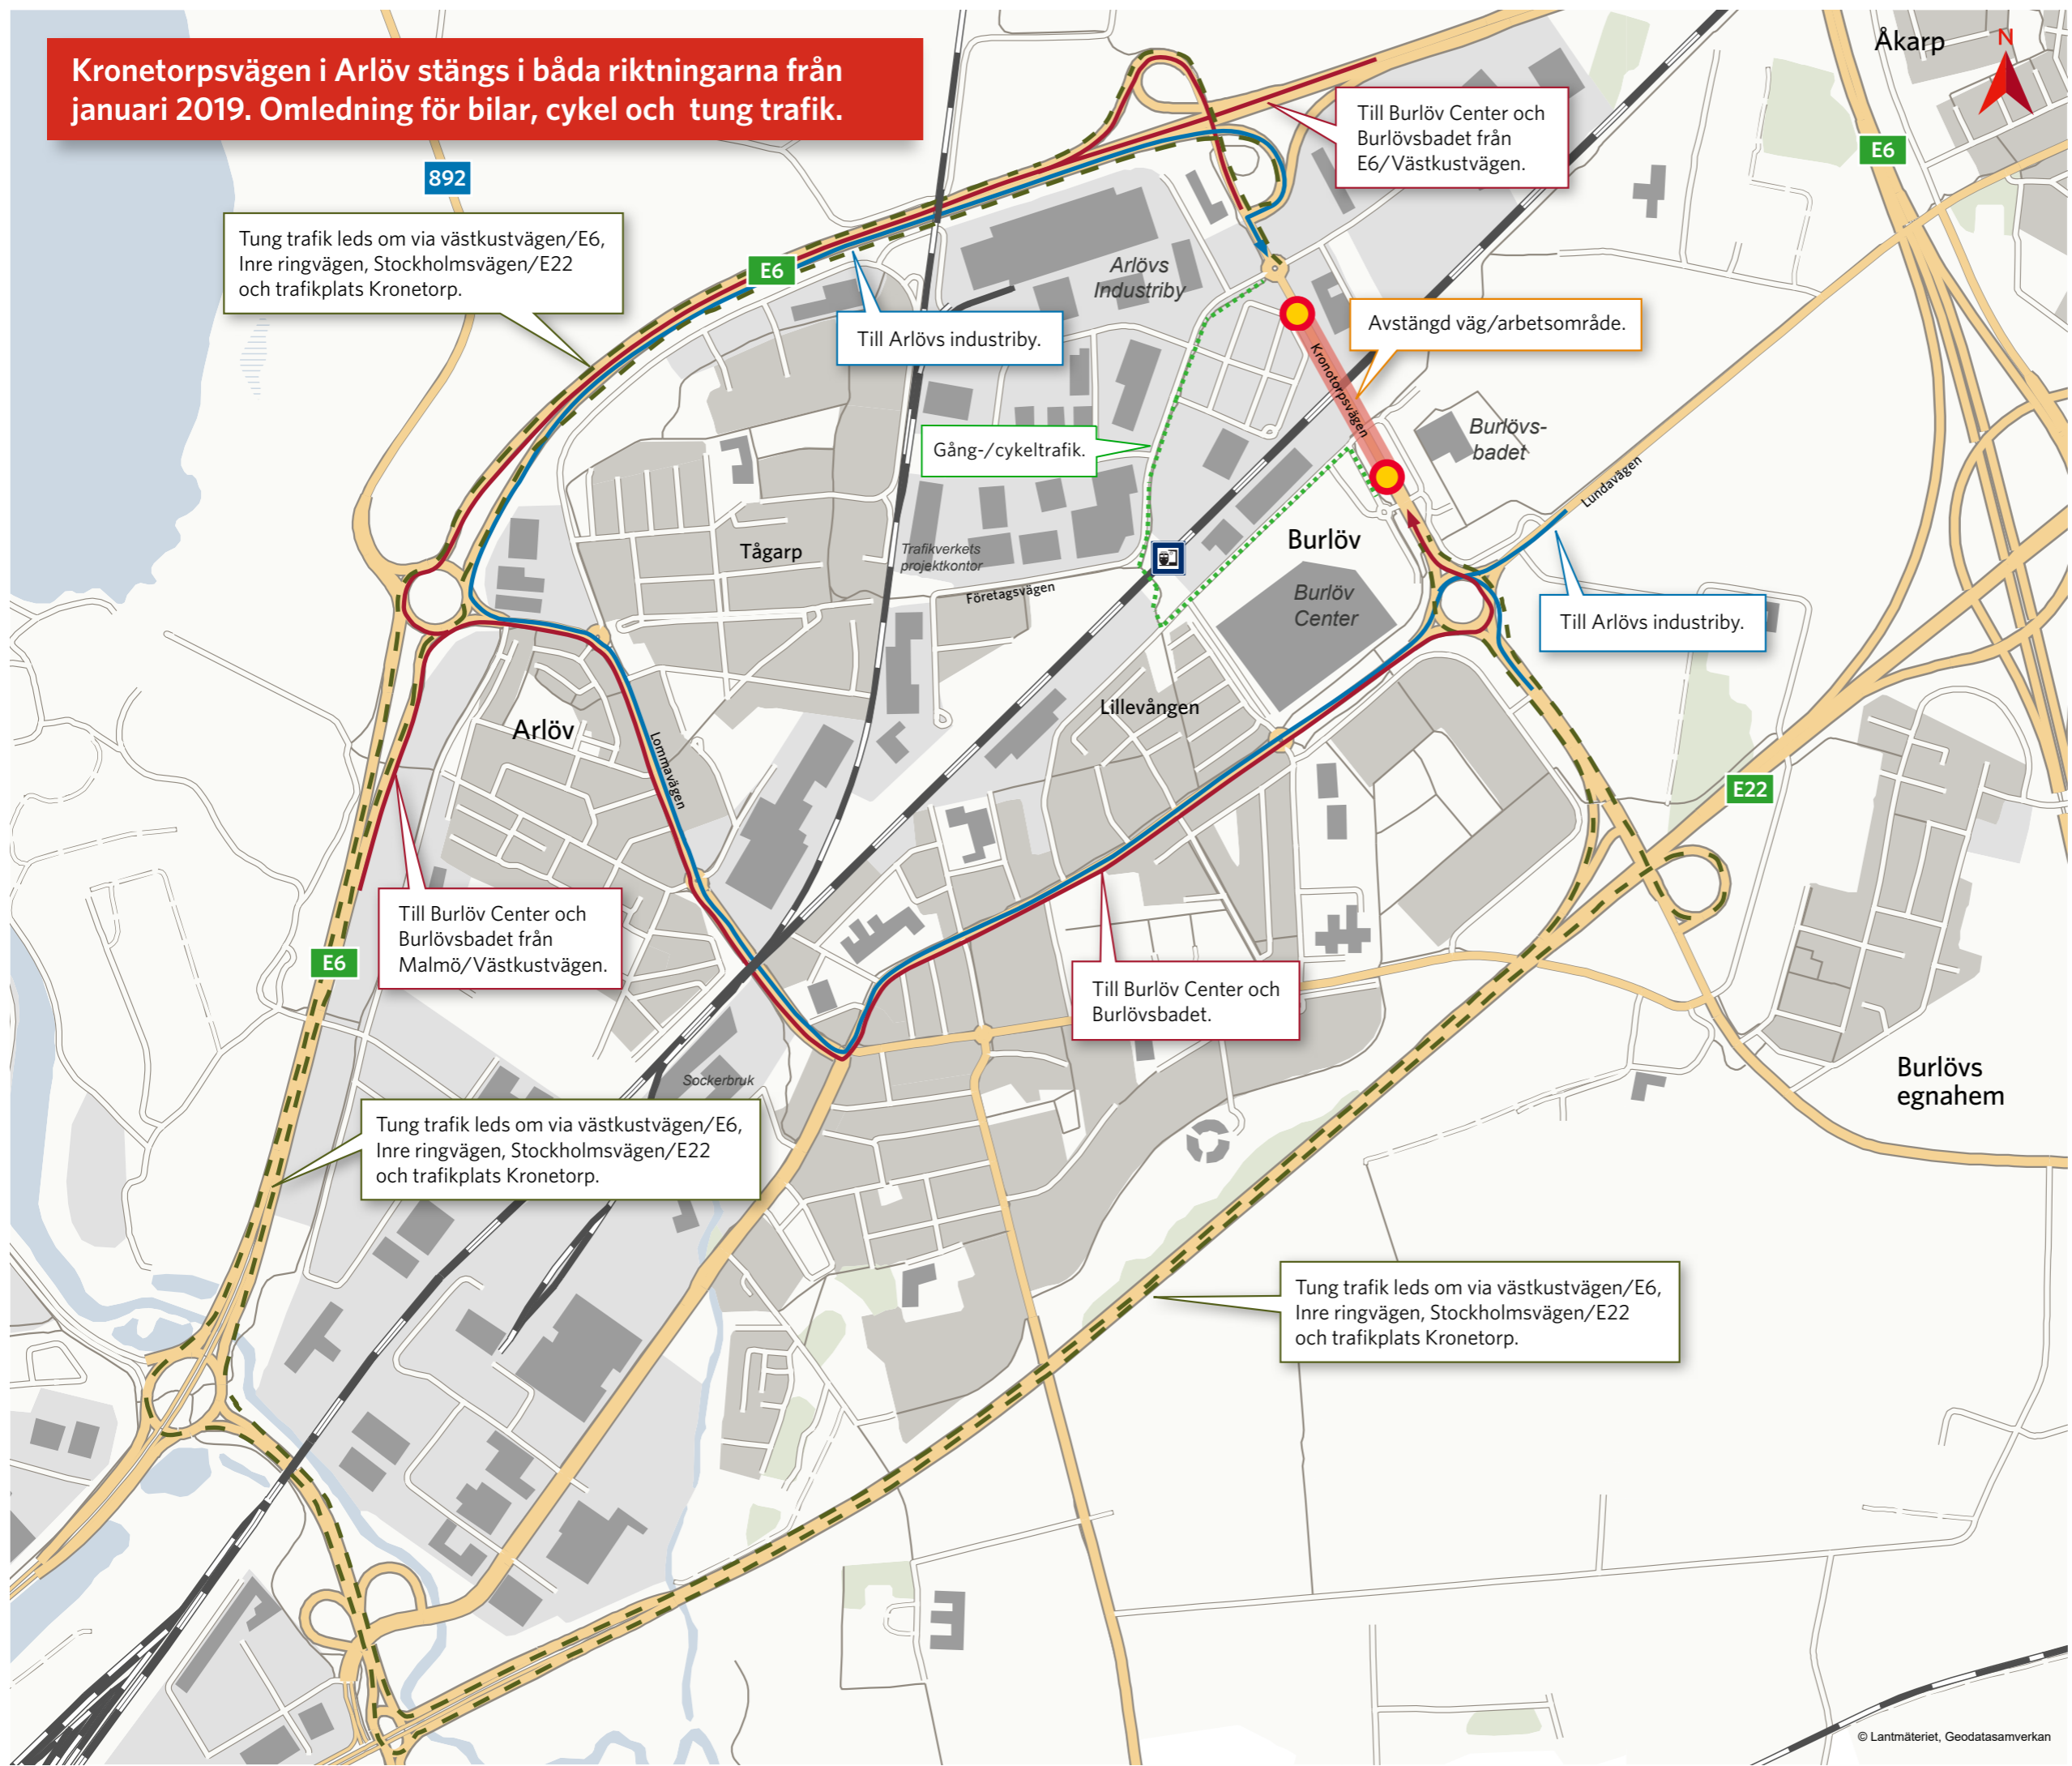 Kronetorpsvägen i Arlöv stängs i båda riktningarna från
januari 2019. Omledning för bilar, cykel och tung trafik.
Åkarp
N
E6
892
Till Burlöv Center och
Burlövsbadet från
E6/Västkustvägen.
Tung trafik leds om via västkustvägen/E6,
Inre ringvägen, Stockholmsvägen/E22
och trafikplats Kronetorp.
E6
Arlövs
Industriby
Till Arlövs industriby.
Avstängd väg/arbetsområde.
Kronotorpsvägen
Gång-/cykeltrafik.
Burlövs-
badet
Lundavägen
Tågarp
Trafikverkets
projektkontor
Företagsvägen
Burlöv
Burlöv
Center
Till Arlövs industriby.
Lillevången
Arlöv
Lommavägen
E22
Till Burlöv Center och
Burlövsbadet från
Malmö/Västkustvägen.
E6
Till Burlöv Center och
Burlövsbadet.
Sockerbruk
Burlövs
egnahem
Tung trafik leds om via västkustvägen/E6,
Inre ringvägen, Stockholmsvägen/E22
och trafikplats Kronetorp.
Tung trafik leds om via västkustvägen/E6,
Inre ringvägen, Stockholmsvägen/E22
och trafikplats Kronetorp.
© Lantmäteriet, Geodatasamverkan